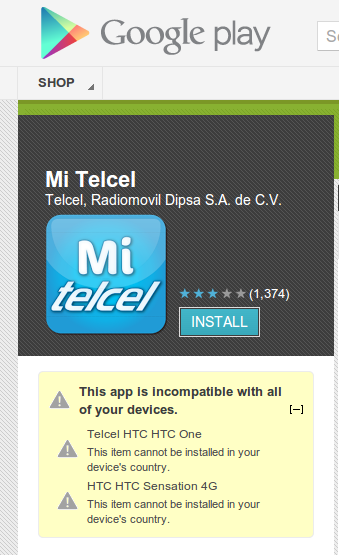 Google play
SHOP
Mi Telcel
Telcel, Radiomovil Dipsa S.A. de C.V.
Mi
telcel
(1,374)
INSTALL
This app is incompatible with all
of your devices.
[–]
Telcel HTC HTC One
This item cannot be installed in your
device's country.
HTC HTC Sensation 4G
This item cannot be installed in your
device's country.